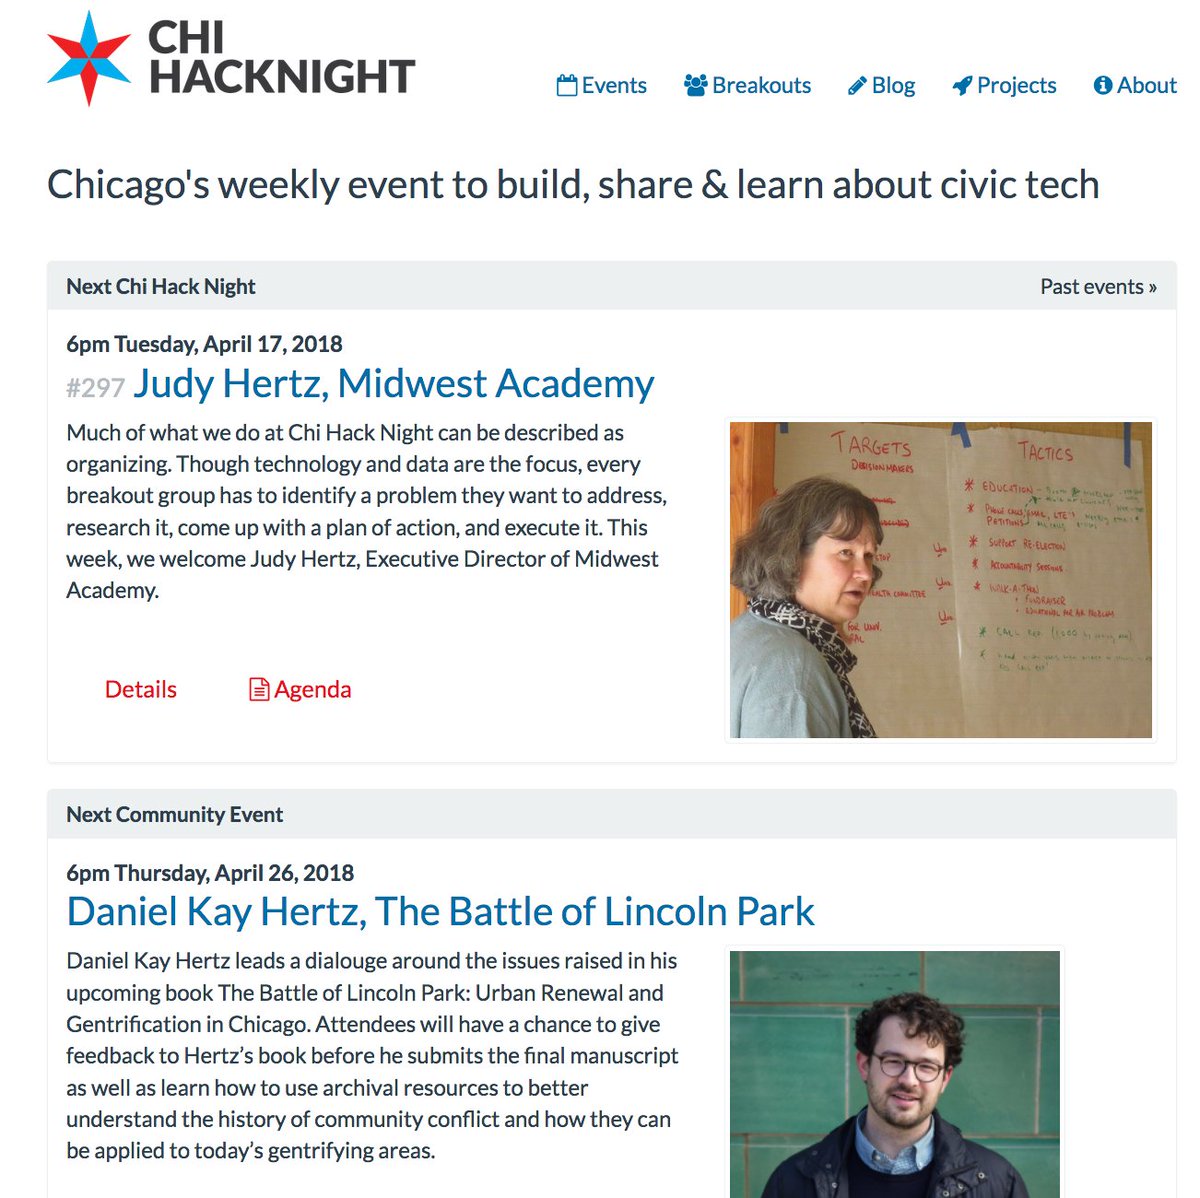 CHI
HACKNIGHT
Events Breakouts Blog Projects About
Chicago's weekly event to build, share & learn about civic tech
Next Chi Hack Night Past events »
6pm Tuesday, April 17, 2018
#297 Judy Hertz, Midwest Academy
Much of what we do at Chi Hack Night can be described as
organizing. Though technology and data are the focus, every
breakout group has to identify a problem they want to address,
research it, come up with a plan of action, and execute it. This
week, we welcome Judy Hertz, Executive Director of Midwest
Academy.
Details Agenda
TARGETS
DECISION MAKERS
HEALTH COMMITTEE
FOR UNIV.
TACTICS
* EDUCATION -
* PHONE CALLS, EMAIL, LTE'S
PETITIONS
* SUPPORT RE-ELECTION
* ACCOUNTABILITY SESSIONS
* WALK-A-THON
FUNDRAISER
* CALL REP.
Next Community Event
6pm Thursday, April 26, 2018
Daniel Kay Hertz, The Battle of Lincoln Park
Daniel Kay Hertz leads a dialouge around the issues raised in his
upcoming book The Battle of Lincoln Park: Urban Renewal and
Gentrification in Chicago. Attendees will have a chance to give
feedback to Hertz's book before he submits the final manuscript
as well as learn how to use archival resources to better
understand the history of community conflict and how they can
be applied to today's gentrifying areas.